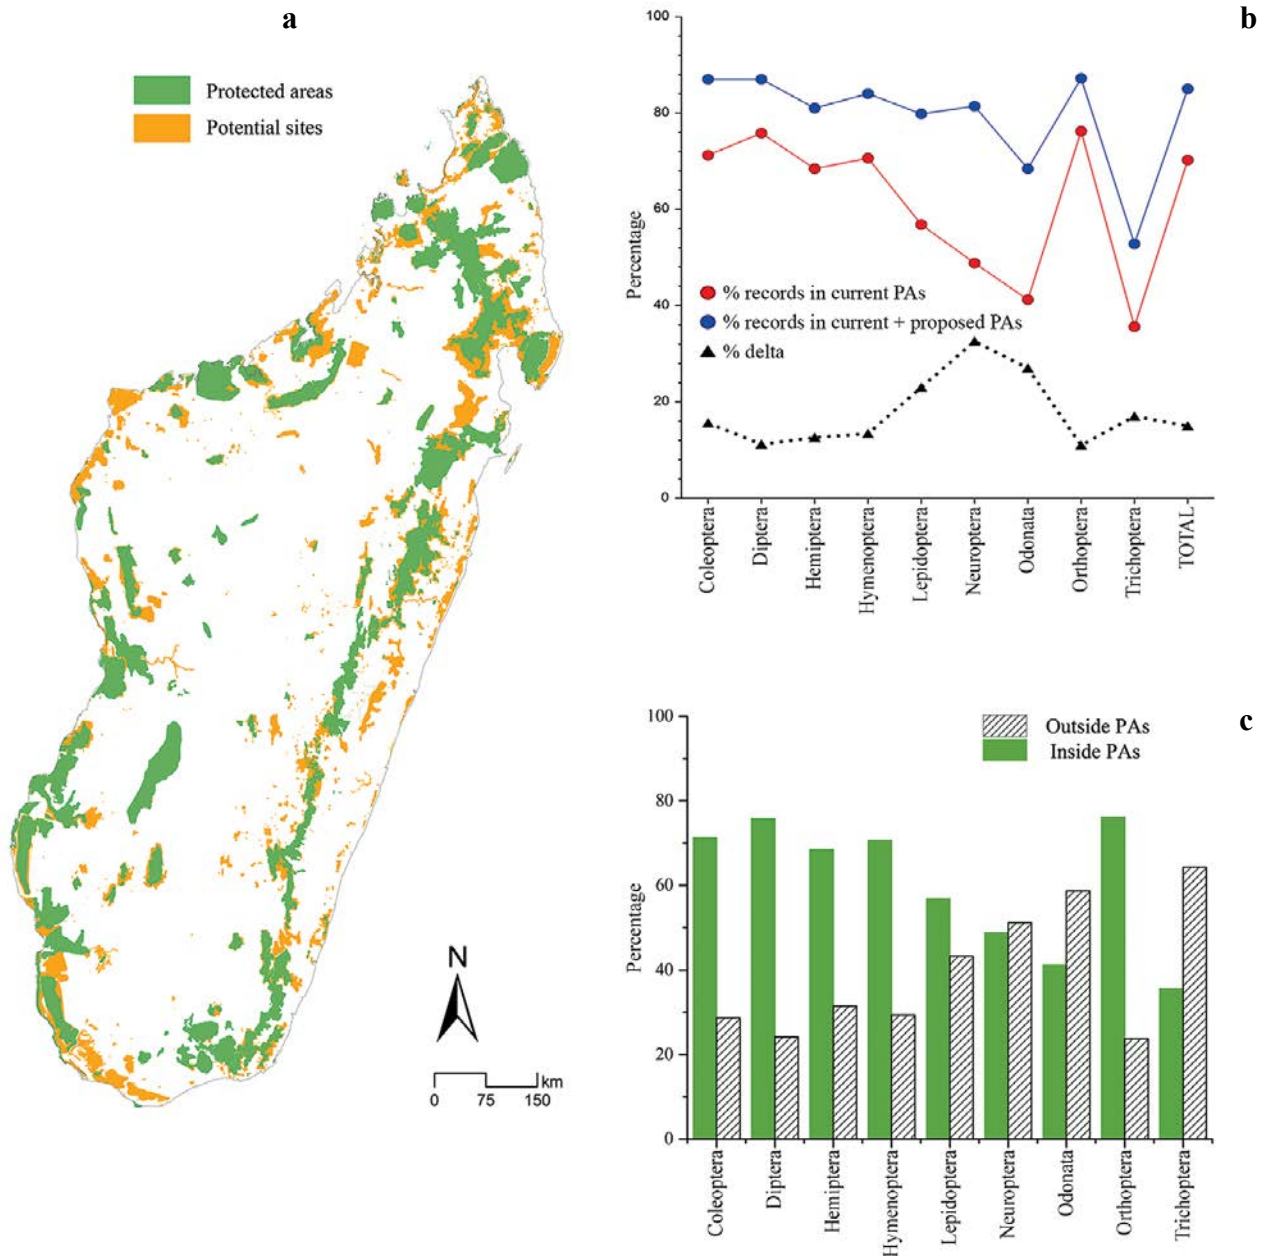 a
Protected areas
Potential sites
N
km
0 75 150
b
100
80
60
40
20
0
Percentage
% records in current PAs
% records in current + proposed PAs
% delta
Coleoptera
Diptera
Hemiptera
Hymenoptera
Lepidoptera
Neuroptera
Odonata
Orthoptera
Trichoptera
TOTAL
c
100
80
60
40
20
0
Percentage
Outside PAs
Inside PAs
Coleoptera
Diptera
Hemiptera
Hymenoptera
Lepidoptera
Neuroptera
Odonata
Orthoptera
Trichoptera